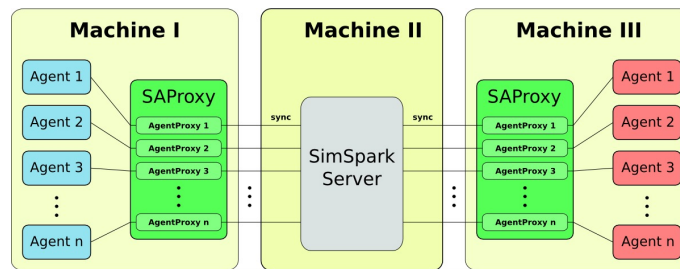 Machine I
Machine II
Machine III
Agent 1
Agent 2
Agent 3
Agent n
SAProxy
AgentProxy 1
AgentProxy 2
AgentProxy 3
AgentProxy n
sync
SimSpark
Server
sync
SAProxy
AgentProxy 1
AgentProxy 2
AgentProxy 3
AgentProxy n
Agent 1
Agent 2
Agent 3
Agent n